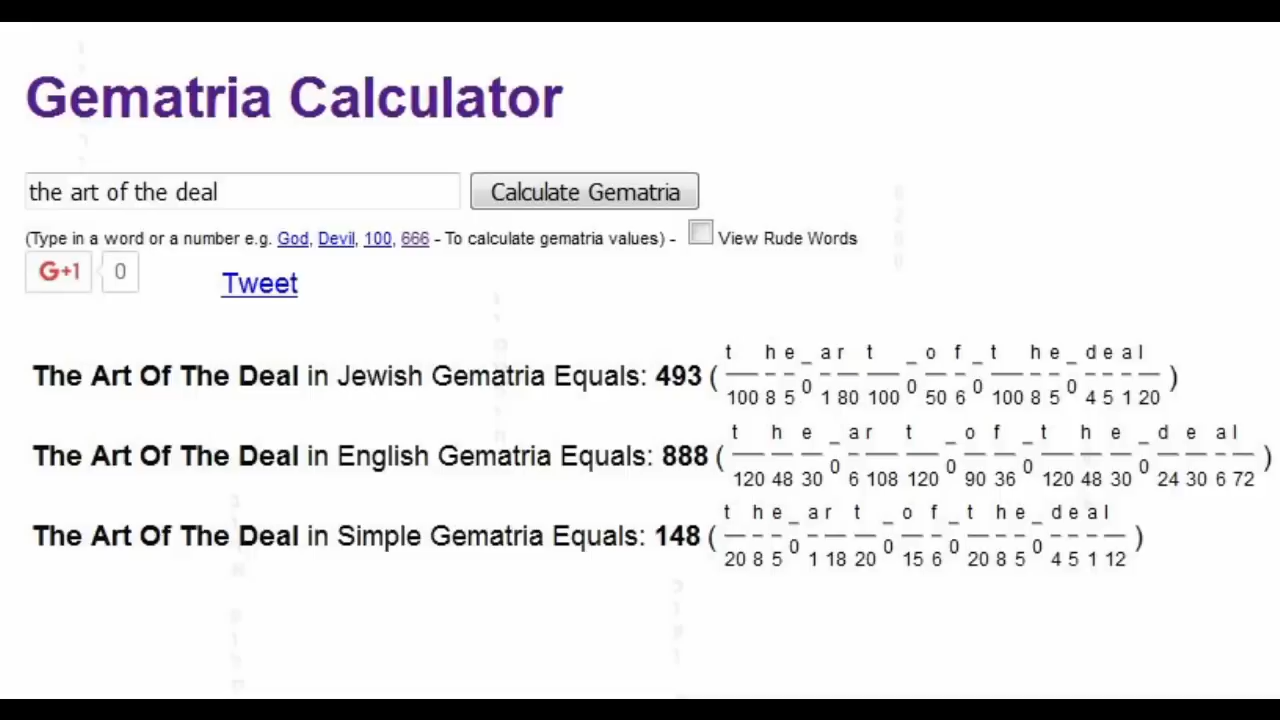 Gematria Calculator
the art of the deal Calculate Gematria
(Type in a word or a number e.g. God, Devil, 100, 666 - To calculate gematria values) - View Rude Words
G+1 0 Tweet
t h e _ a r t _ o f _ t h e _ d e a l
The Art Of The Deal in Jewish Gematria Equals: 493 ( )
100 8 5 0 1 80 100 0 50 6 0 100 8 5 0 4 5 1 20
t h e _ a r t _ o f _ t h e _ d e a l
The Art Of The Deal in English Gematria Equals: 888 ( )
120 48 30 0 6 108 120 0 90 36 0 120 48 30 0 24 30 6 72
t h e _ a r t _ o f _ t h e _ d e a l
The Art Of The Deal in Simple Gematria Equals: 148 ( )
20 8 5 0 1 18 20 0 15 6 0 20 8 5 0 4 5 1 12